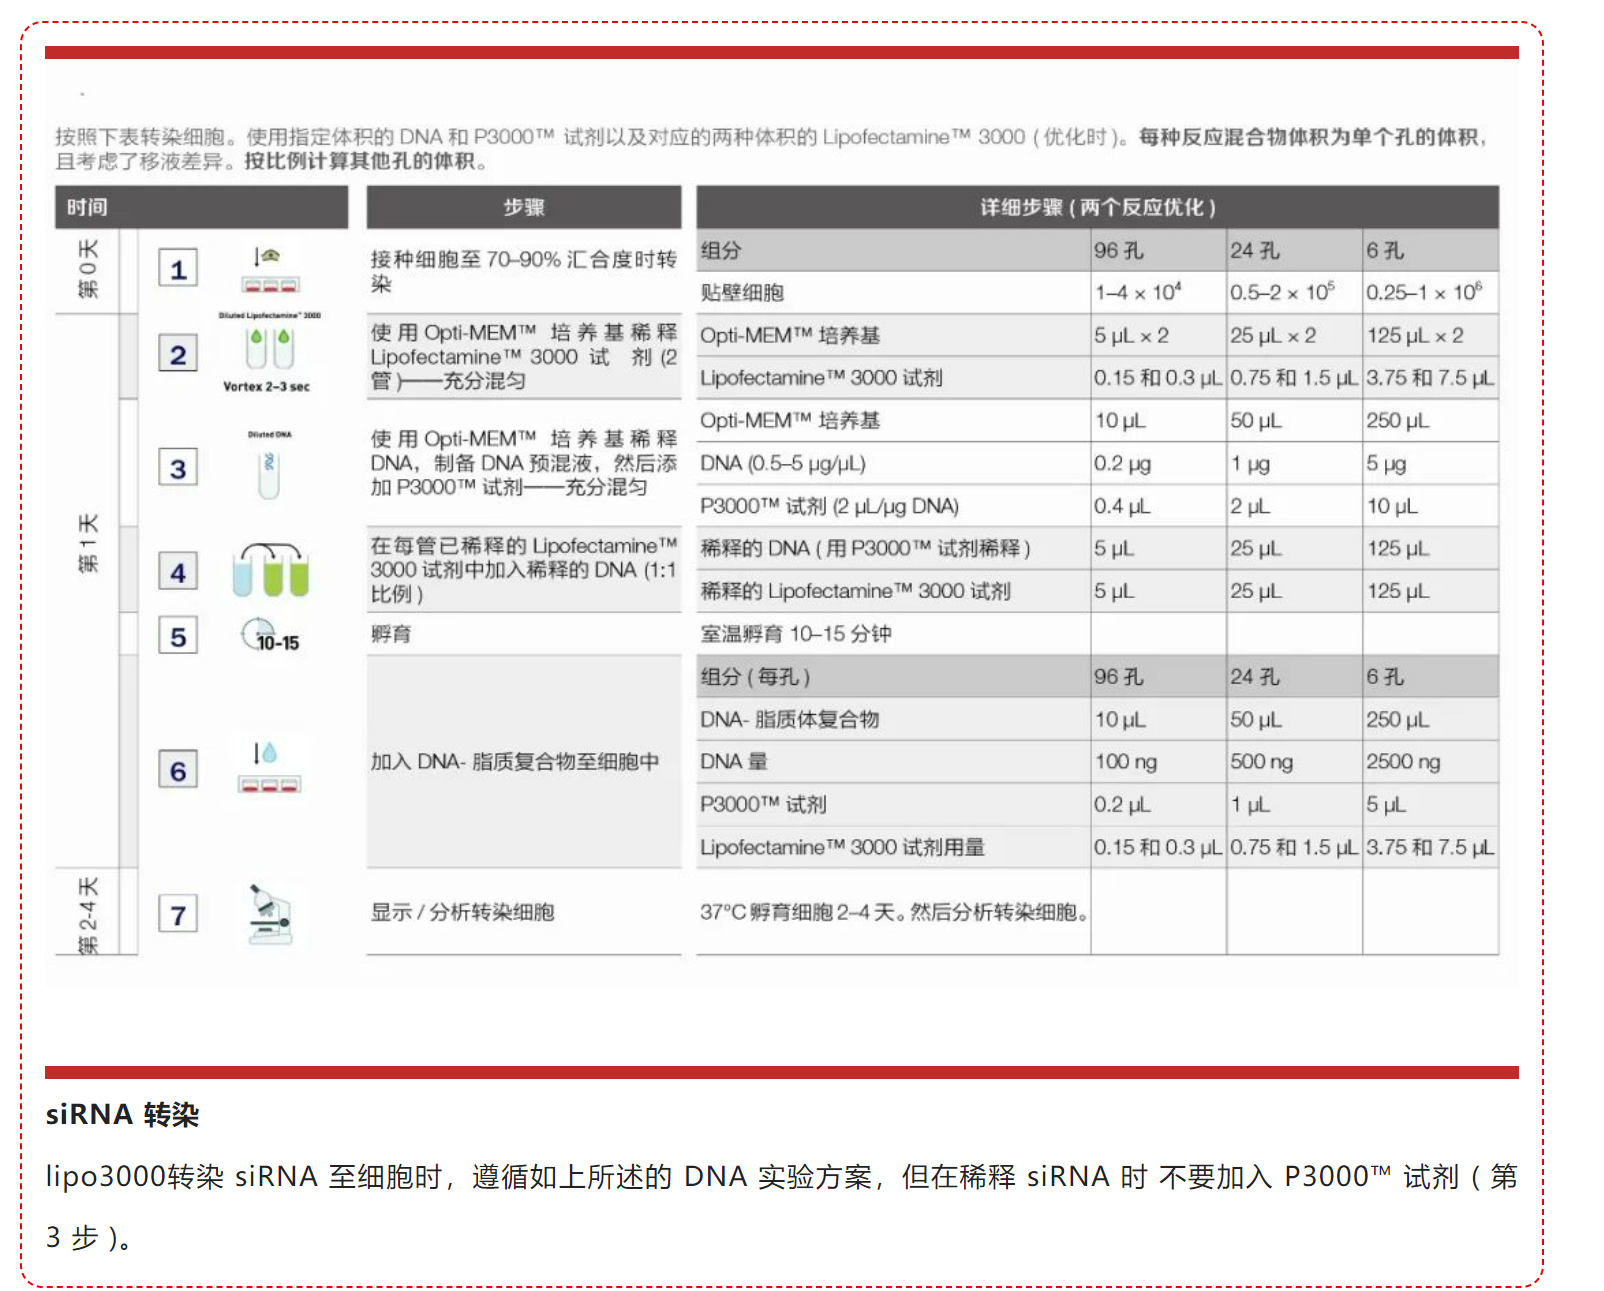 按照下表转染细胞。使用指定体积的 DNA 和 P3000™ 试剂以及对应的两种体积的 Lipofectamine™ 3000 ( 优化时 )。每种反应混合物体积为单个孔的体积,
且考虑了移液差异。按比例计算其他孔的体积。
时间 步骤 详细步骤 ( 两个反应优化 )
第 0 天
1
接种细胞至 70–90% 汇合度时转
染
组分 96 孔 24 孔 6 孔
贴壁细胞 1–4 × 10⁴ 0.5–2 × 10⁵ 0.25–1 × 10⁶
第 1 天
2
Diluted Lipofectamine™ 3000
Vortex 2–3 sec
使用 Opti-MEM™ 培养基稀释
Lipofectamine™ 3000 试 剂 (2
管 )——充分混匀
Opti-MEM™ 培养基 5 μL × 2 25 μL × 2 125 μL × 2
Lipofectamine™ 3000 试剂 0.15 和 0.3 μL 0.75 和 1.5 μL 3.75 和 7.5 μL
3
Diluted DNA
使用 Opti-MEM™ 培养基稀释
DNA，制备 DNA 预混液，然后添
加 P3000™ 试剂——充分混匀
Opti-MEM™ 培养基 10 μL 50 μL 250 μL
DNA (0.5–5 μg/μL) 0.2 μg 1 μg 5 μg
P3000™ 试剂 (2 μL/μg DNA) 0.4 μL 2 μL 10 μL
4
在每管已稀释的 Lipofectamine™
3000 试剂中加入稀释的 DNA (1:1
比例 )
稀释的 DNA ( 用 P3000™ 试剂稀释 ) 5 μL 25 μL 125 μL
稀释的 Lipofectamine™ 3000 试剂 5 μL 25 μL 125 μL
5
10-15
孵育
室温孵育 10–15 分钟
6
加入 DNA- 脂质复合物至细胞中
组分 ( 每孔 ) 96 孔 24 孔 6 孔
DNA- 脂质体复合物 10 μL 50 μL 250 μL
DNA 量 100 ng 500 ng 2500 ng
P3000™ 试剂 0.2 μL 1 μL 5 μL
Lipofectamine™ 3000 试剂用量 0.15 和 0.3 μL 0.75 和 1.5 μL 3.75 和 7.5 μL
第 2-4 天
7
显示 / 分析转染细胞
37°C 孵育细胞 2–4 天。然后分析转染细胞。
siRNA 转染
lipo3000转染 siRNA 至细胞时，遵循如上所述的 DNA 实验方案，但在稀释 siRNA 时 不要加入 P3000™ 试剂 ( 第
3 步 )。